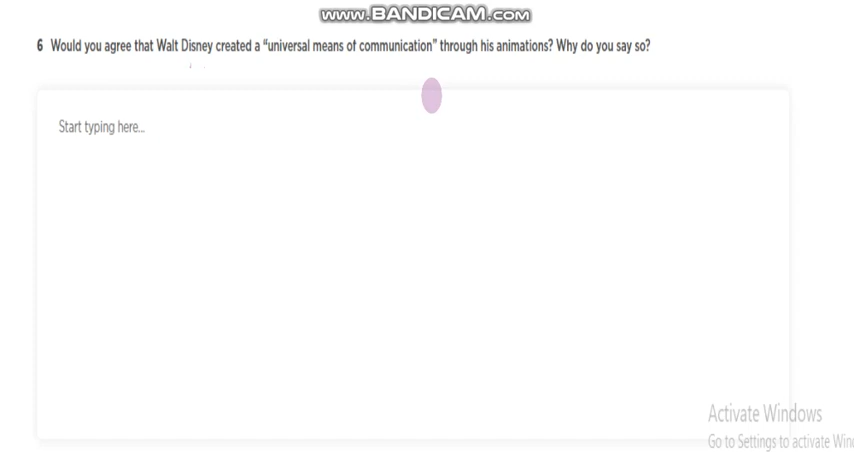 www.BANDICAM.com
6 Would you agree that Walt Disney created a “universal means of communication” through his animations? Why do you say so?
Start typing here...
Activate Windows
Go to Settings to activate